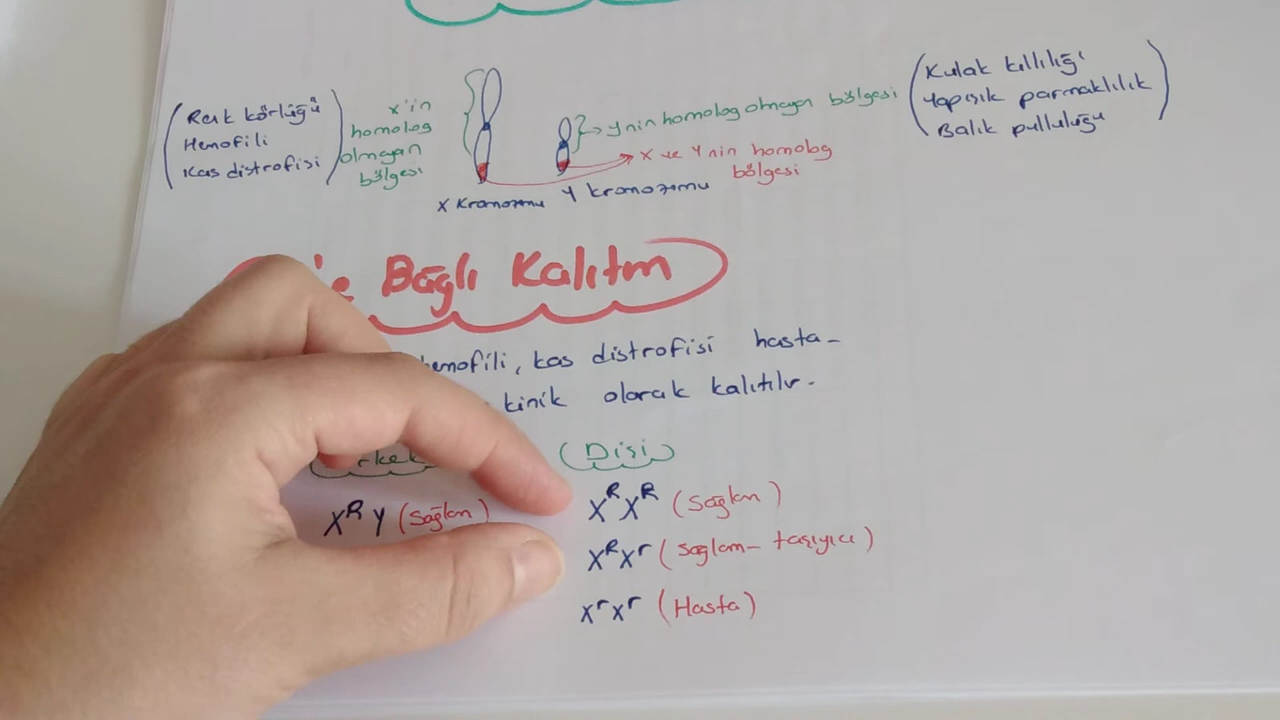 Renk körlüğü
Hemofili
Kas distrofisi
X'in
homolog
olmayan
bölgesi
Y nin homolog olmayan bölgesi
X ve Y nin homolog
bölgesi
X Kromozomu
Y kromozomu
Kulak kıllılığı
Yapışık parmaklılık
Balık pulluluğu
Bağlı Kalıtım
hemofili, kas distrofisi hasta-
kinik olarak kalıtılır.
Dişi
XᴿY (Sağlam)
XᴿXᴿ (Sağlam)
XᴿXʳ (Sağlam - taşıyıcı)
XʳXʳ (Hasta)